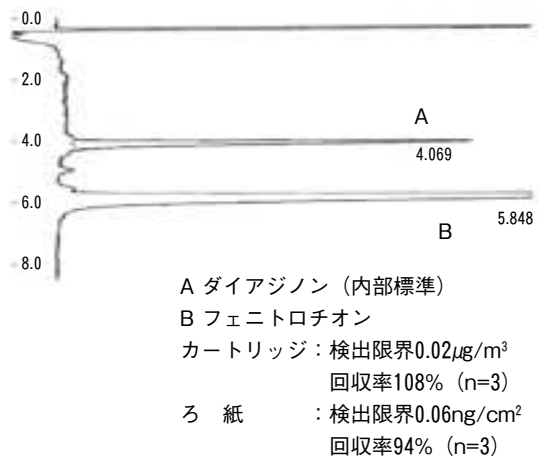 0.0
2.0
A
4.0
4.069
6.0
5.848
B
8.0
A ダイアジノン（内部標準）
B フェニトロチオン
カートリッジ：検出限界0.02μg/m³
回収率108%（n=3）
ろ　紙　　：検出限界0.06ng/cm²
回収率94%（n=3）